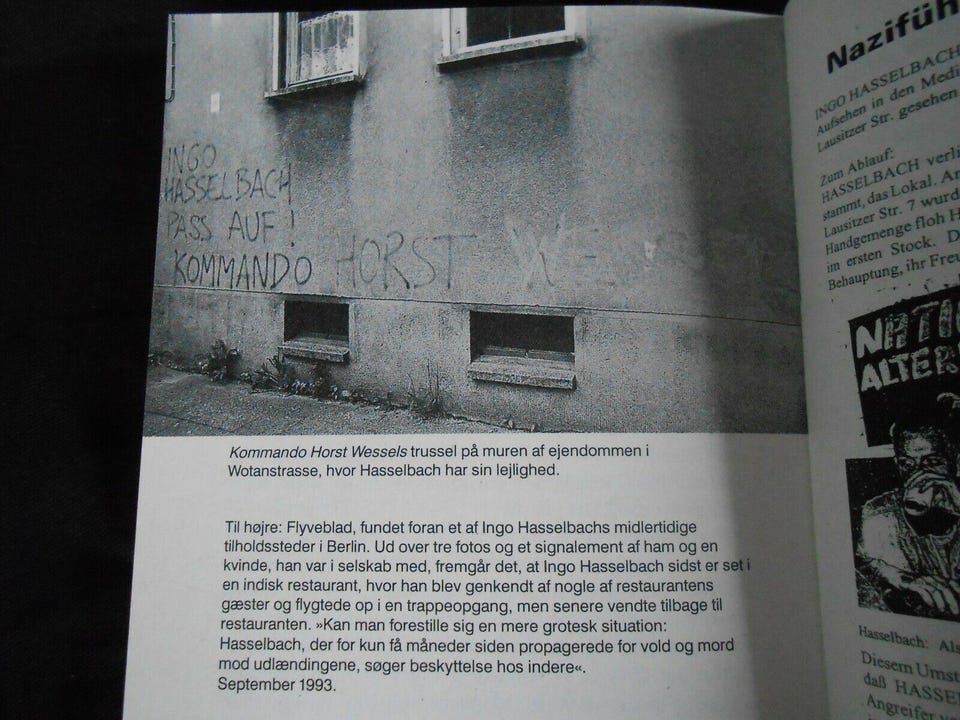 INGO
HASSELBACH
PASS AUF!
KOMMANDO HORST
Kommando Horst Wessels trussel på muren af ejendommen i
Wotanstrasse, hvor Hasselbach har sin lejlighed.
Til højre: Flyveblad, fundet foran et af Ingo Hasselbachs midlertidige
tilholdssteder i Berlin. Ud over tre fotos og et signalement af ham og en
kvinde, han var i selskab med, fremgår det, at Ingo Hasselbach sidst er set i
en indisk restaurant, hvor han blev genkendt af nogle af restaurantens
gæster og flygtede op i en trappeopgang, men senere vendte tilbage til
restauranten. »Kan man forestille sig en mere grotesk situation:
Hasselbach, der for kun få måneder siden propagerede for vold og mord
mod udlændingene, søger beskyttelse hos indere«.
September 1993.
Nazifüh
INGO HASSELBACH
Aufsehen in den Medi
Lausitzer Str. gesehen
Zum Ablauf:
HASSELBACH verli
stammt, das Lokal. An
Lausitzer Str. 7 wurd
Handgemenge floh H
im ersten Stock. D
Behauptung, ihr Freu
NATI
ALTER
Hasselbach: Als
Diesem Umst
daß HASSE
Angreifer v